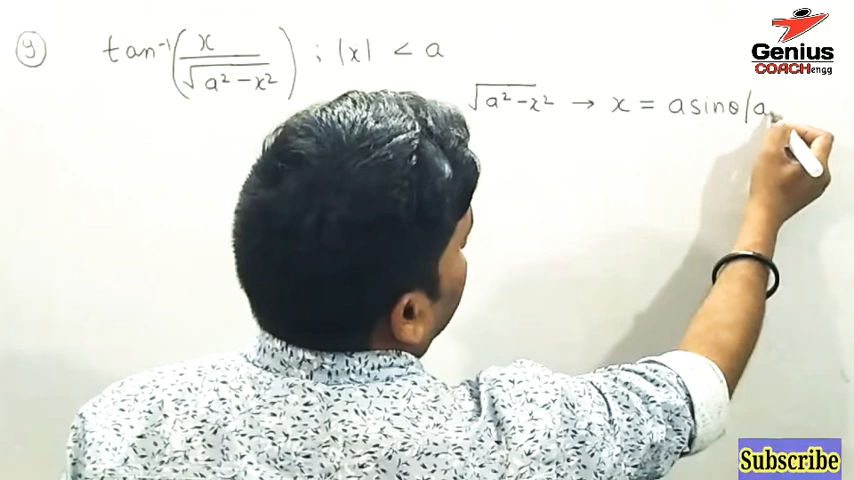 9) tan⁻¹(x/√(a² - x²)) ; |x| < a
√(a² - x²) → x = a sinθ / a
Genius
COACHengg
Subscribe